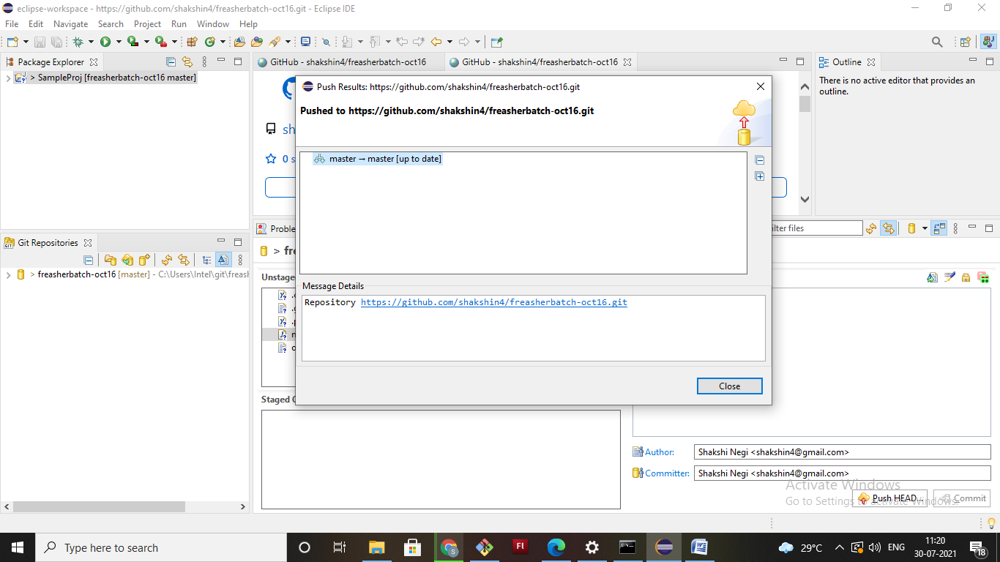 eclipse-workspace - https://github.com/shakshin4/freasherbatch-oct16.git - Eclipse IDE
File Edit Navigate Search Project Run Window Help
Package Explorer
GitHub - shakshin4/freasherbatch-oct16
GitHub - shakshin4/freasherbatch-oct16
Outline
> SampleProj [freasherbatch-oct16 master]
There is no active editor that provides an
outline.
Push Results: https://github.com/shakshin4/freasherbatch-oct16.git
Pushed to https://github.com/shakshin4/freasherbatch-oct16.git
sh
0 s
master → master [up to date]
Git Repositories
Proble
ilter files
> fre
> freasherbatch-oct16 [master] - C:\Users\Intel\git\freash
Unstage
Message Details
Repository https://github.com/shakshin4/freasherbatch-oct16.git
Close
Staged C
Author: Shakshi Negi <shakshin4@gmail.com>
Committer: Shakshi Negi <shakshin4@gmail.com>
Activate Windows
Go to Settings to activate Windows.
Push HEAD...
Commit
Type here to search
29°C
ENG
11:20
30-07-2021
18